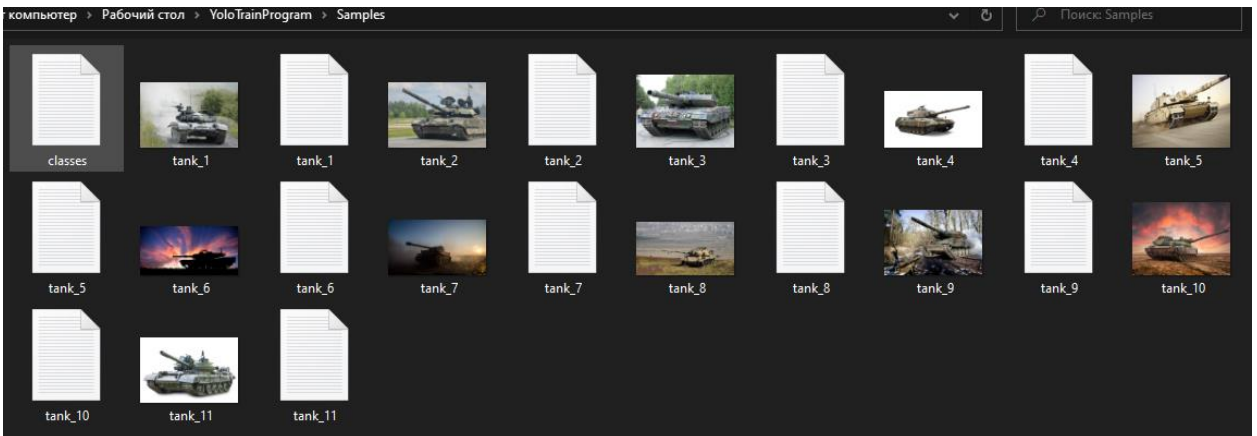 т компьютер › Рабочий стол › YoloTrainProgram › Samples
Поиск: Samples
classes tank_1 tank_1 tank_2 tank_2 tank_3 tank_3 tank_4 tank_4 tank_5
tank_5 tank_6 tank_6 tank_7 tank_7 tank_8 tank_8 tank_9 tank_9 tank_10
tank_10 tank_11 tank_11